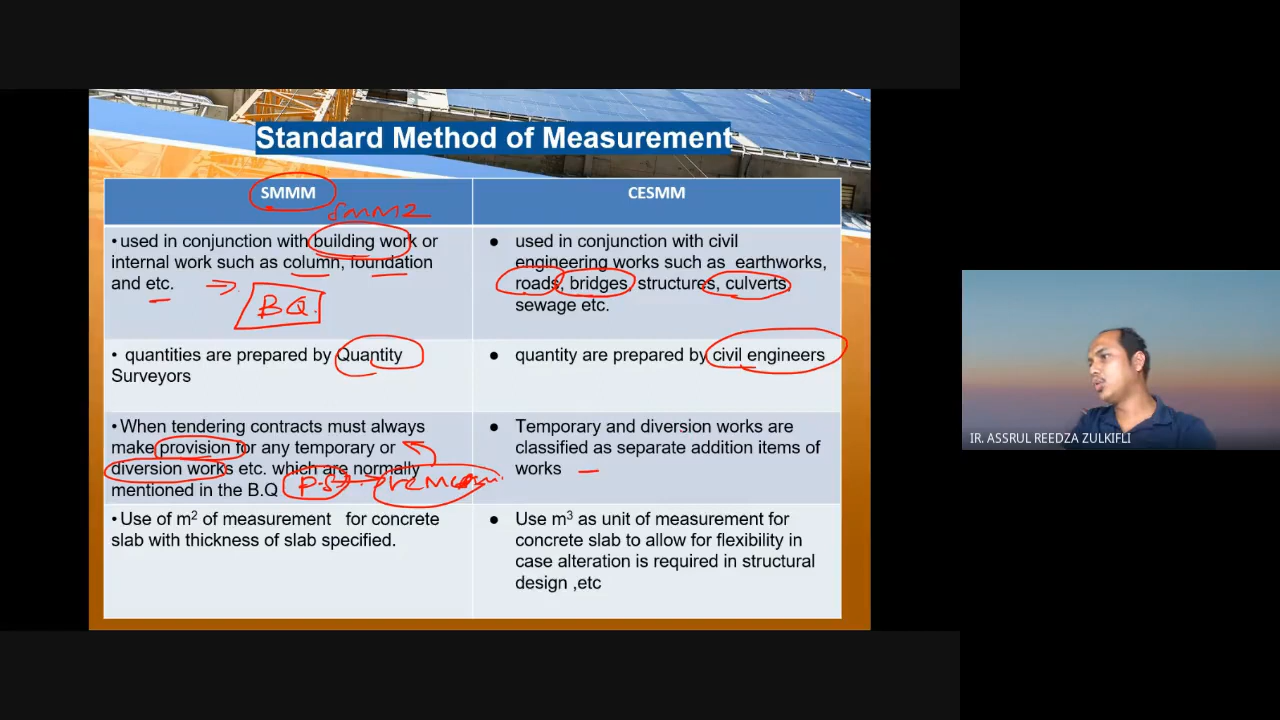 Standard Method of Measurement
SMMM
SMM2
•used in conjunction with building work or
internal work such as column, foundation
and etc.
BQ.
• quantities are prepared by Quantity
Surveyors
•When tendering contracts must always
make provision for any temporary or
diversion works etc. which are normally
mentioned in the B.Q
•Use of m² of measurement for concrete
slab with thickness of slab specified.
CESMM
● used in conjunction with civil
engineering works such as earthworks,
roads, bridges structures, culverts
sewage etc.
● quantity are prepared by civil engineers
● Temporary and diversion works are
classified as separate addition items of
works
● Use m³ as unit of measurement for
concrete slab to allow for flexibility in
case alteration is required in structural
design ,etc
IR. ASSRUL REEDZA ZULKIFLI